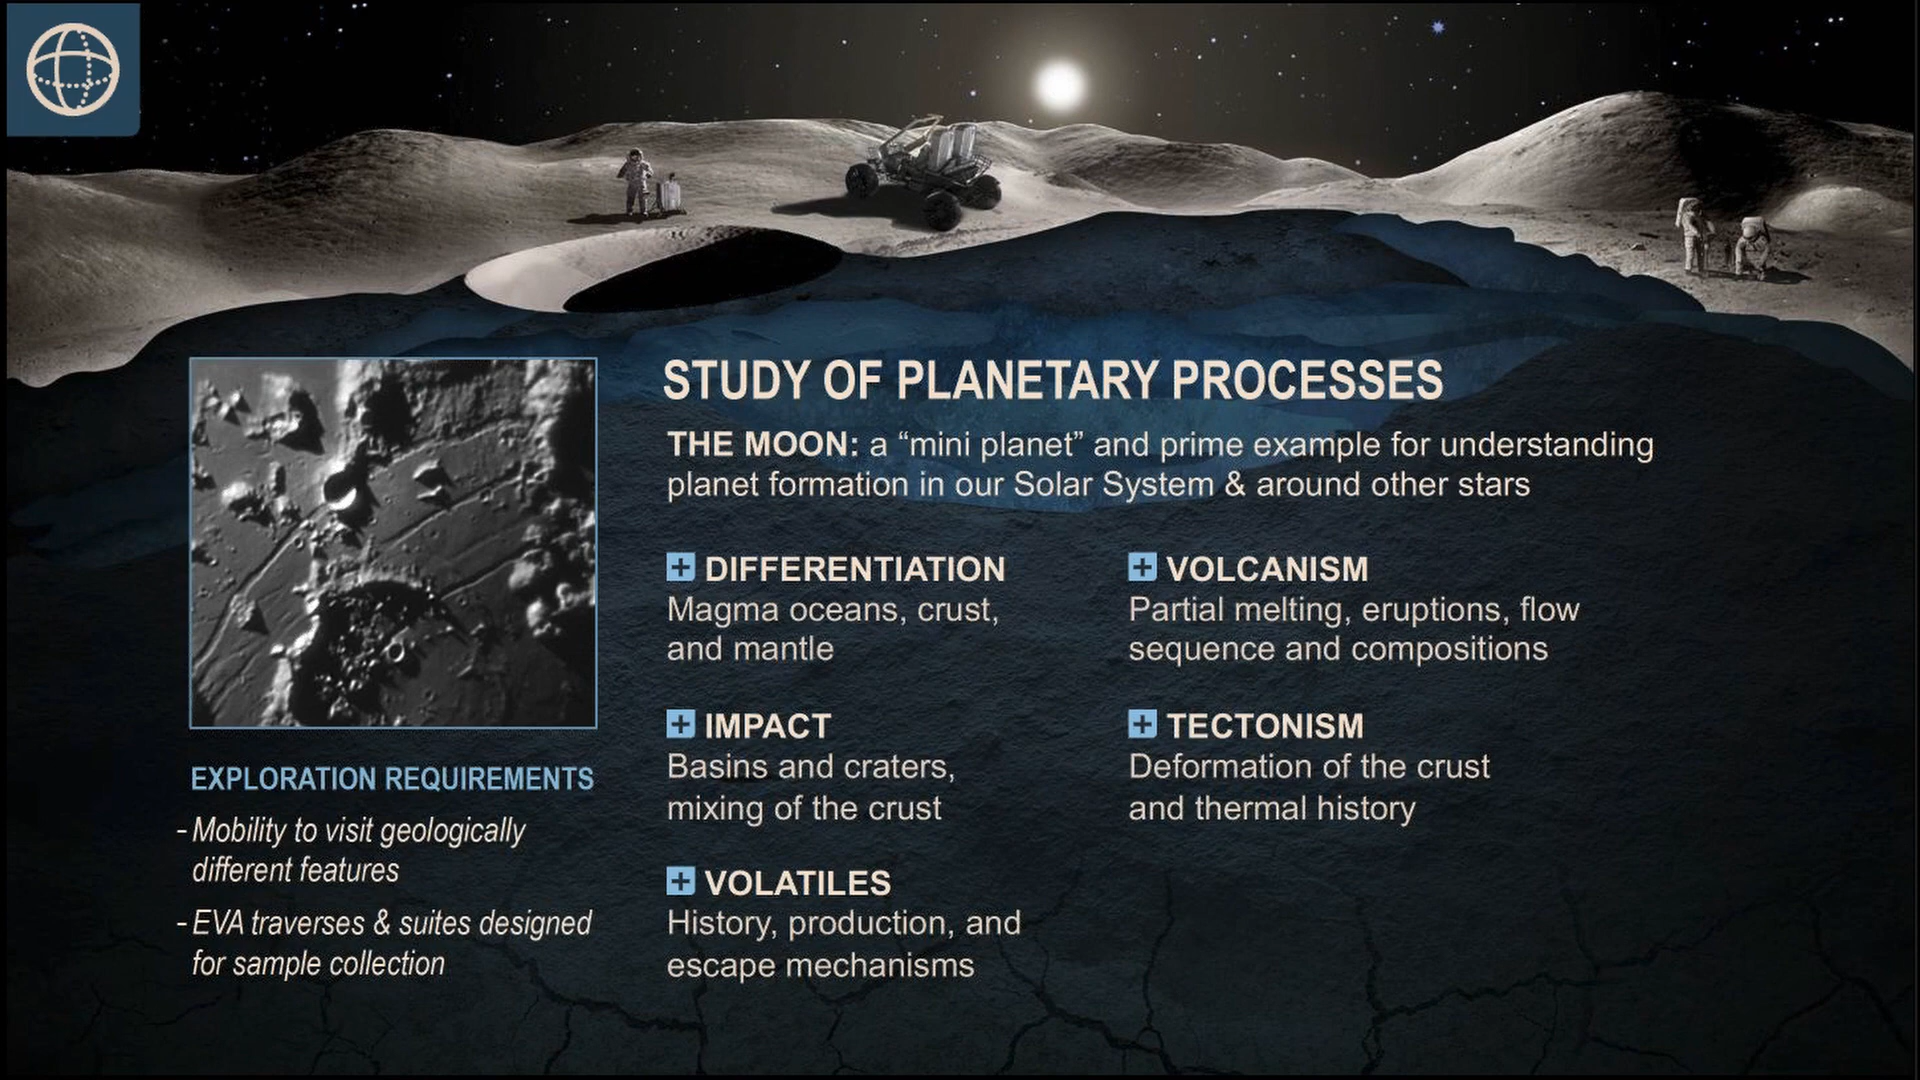 STUDY OF PLANETARY PROCESSES
THE MOON: a “mini planet” and prime example for understanding
planet formation in our Solar System & around other stars
DIFFERENTIATION
Magma oceans, crust,
and mantle
VOLCANISM
Partial melting, eruptions, flow
sequence and compositions
IMPACT
Basins and craters,
mixing of the crust
TECTONISM
Deformation of the crust
and thermal history
VOLATILES
History, production, and
escape mechanisms
EXPLORATION REQUIREMENTS
- Mobility to visit geologically
different features
- EVA traverses & suites designed
for sample collection